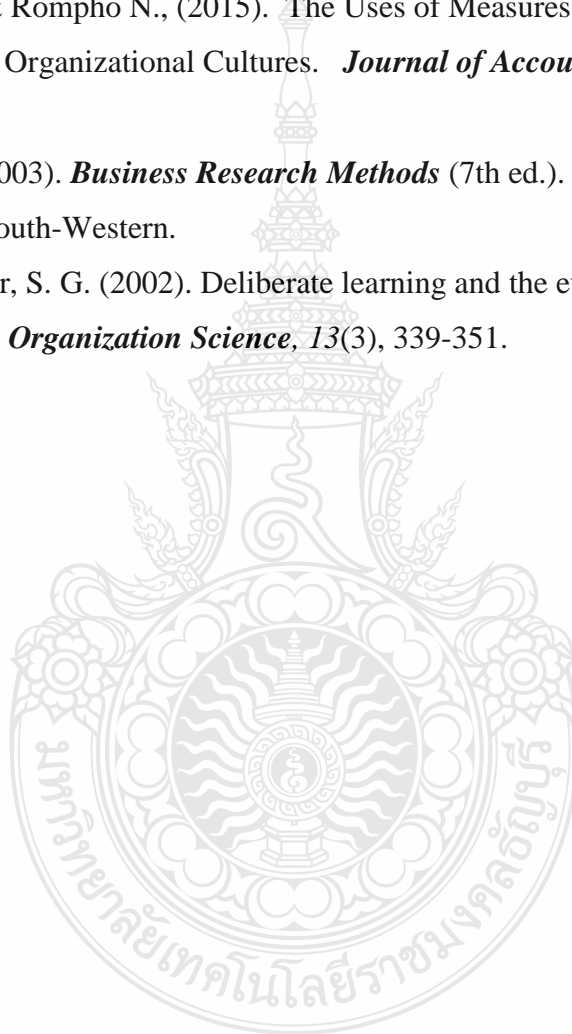 Rompho N., (2015). The Uses of Measures
Organizational Cultures. Journal of Accou
003). Business Research Methods (7th ed.).
outh-Western.
r, S. G. (2002). Deliberate learning and the e
Organization Science, 13(3), 339-351.
มหาวิทยาลัยเทคโนโลยีราชมงคลธัญบุรี